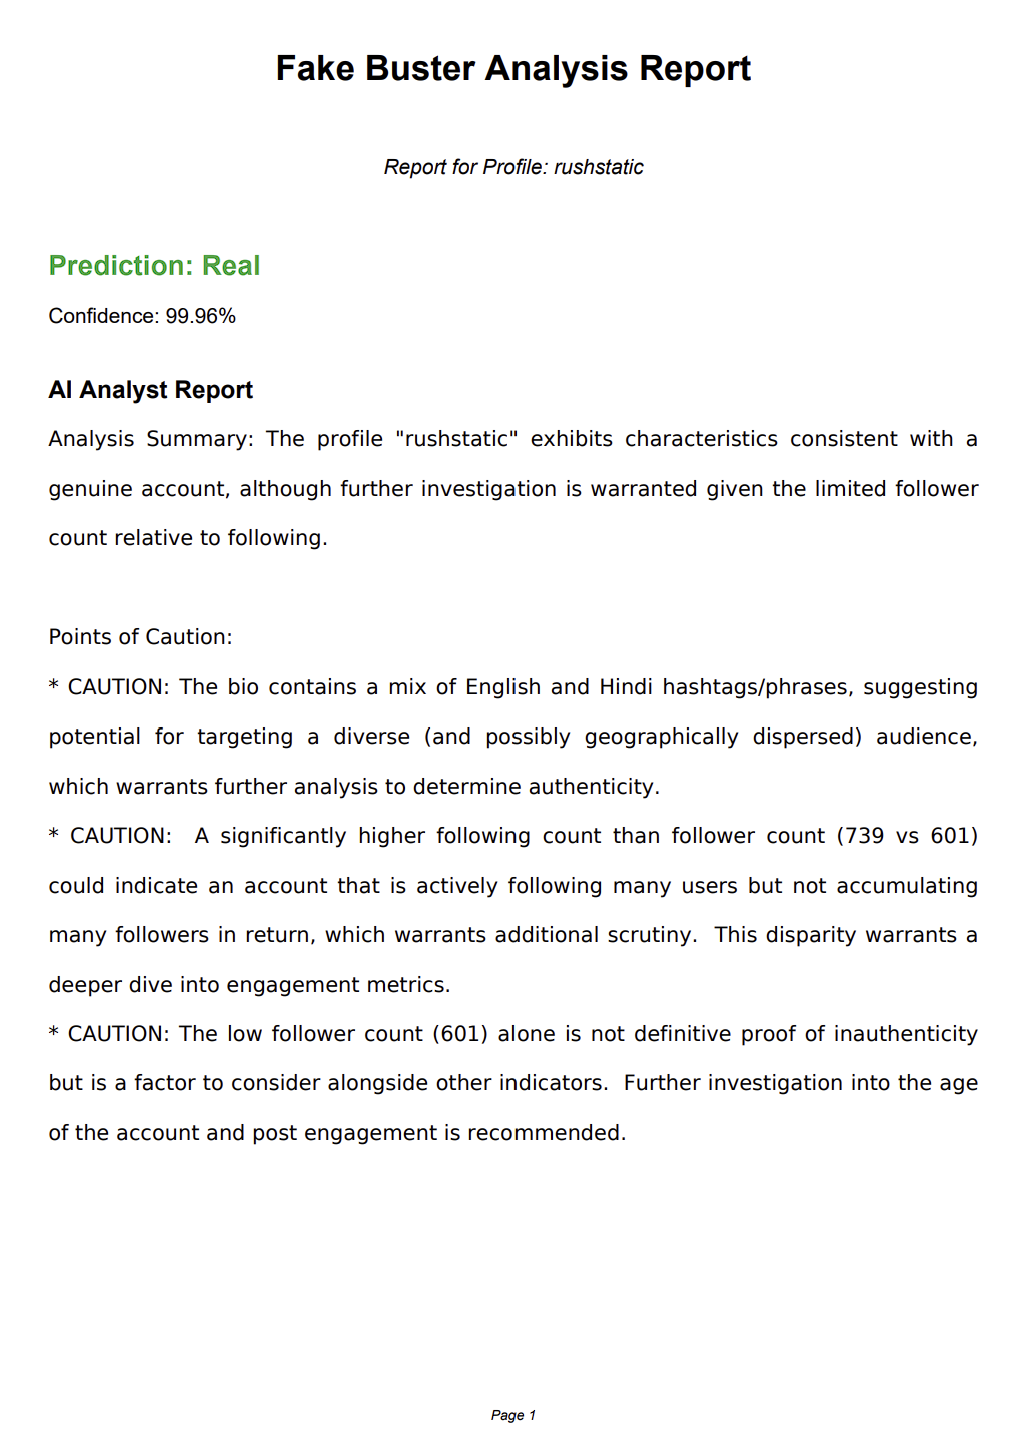 Fake Buster Analysis Report
Report for Profile: rushstatic
Prediction: Real
Confidence: 99.96%
AI Analyst Report
Analysis Summary: The profile "rushstatic" exhibits characteristics consistent with a
genuine account, although further investigation is warranted given the limited follower
count relative to following.
Points of Caution:
* CAUTION: The bio contains a mix of English and Hindi hashtags/phrases, suggesting
potential for targeting a diverse (and possibly geographically dispersed) audience,
which warrants further analysis to determine authenticity.
* CAUTION:  A significantly higher following count than follower count (739 vs 601)
could indicate an account that is actively following many users but not accumulating
many followers in return, which warrants additional scrutiny.  This disparity warrants a
deeper dive into engagement metrics.
* CAUTION: The low follower count (601) alone is not definitive proof of inauthenticity
but is a factor to consider alongside other indicators.  Further investigation into the age
of the account and post engagement is recommended.
Page 1